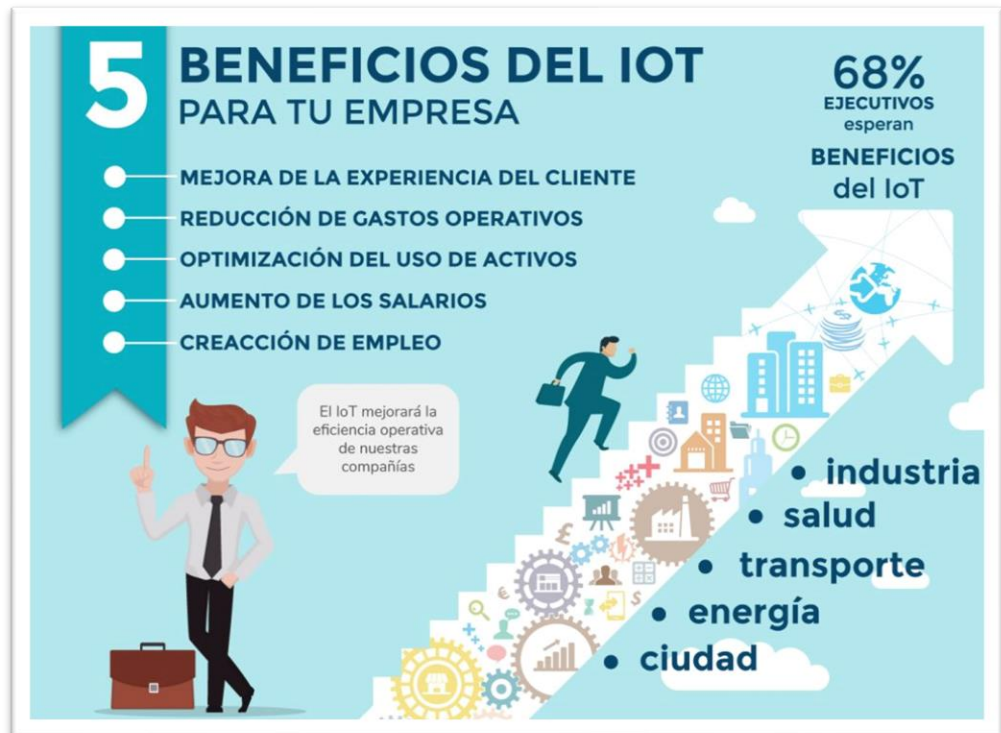 5
BENEFICIOS DEL IOT
PARA TU EMPRESA
MEJORA DE LA EXPERIENCIA DEL CLIENTE
REDUCCIÓN DE GASTOS OPERATIVOS
OPTIMIZACIÓN DEL USO DE ACTIVOS
AUMENTO DE LOS SALARIOS
CREACCIÓN DE EMPLEO
68%
EJECUTIVOS
esperan
BENEFICIOS
del IoT
El IoT mejorará la
eficiencia operativa
de nuestras
compañías
• industria
• salud
• transporte
• energía
• ciudad